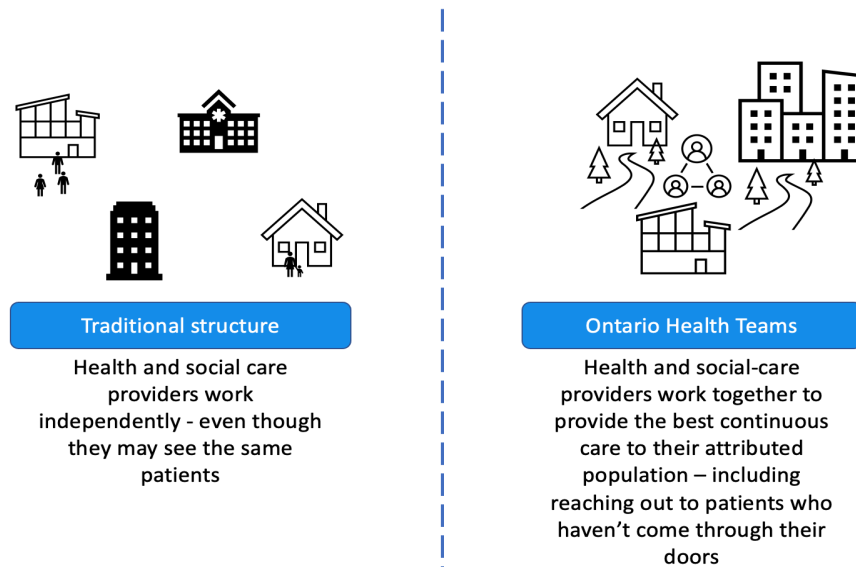 Traditional structure
Health and social care
providers work
independently - even though
they may see the same
patients
Ontario Health Teams
Health and social-care
providers work together to
provide the best continuous
care to their attributed
population – including
reaching out to patients who
haven’t come through their
doors